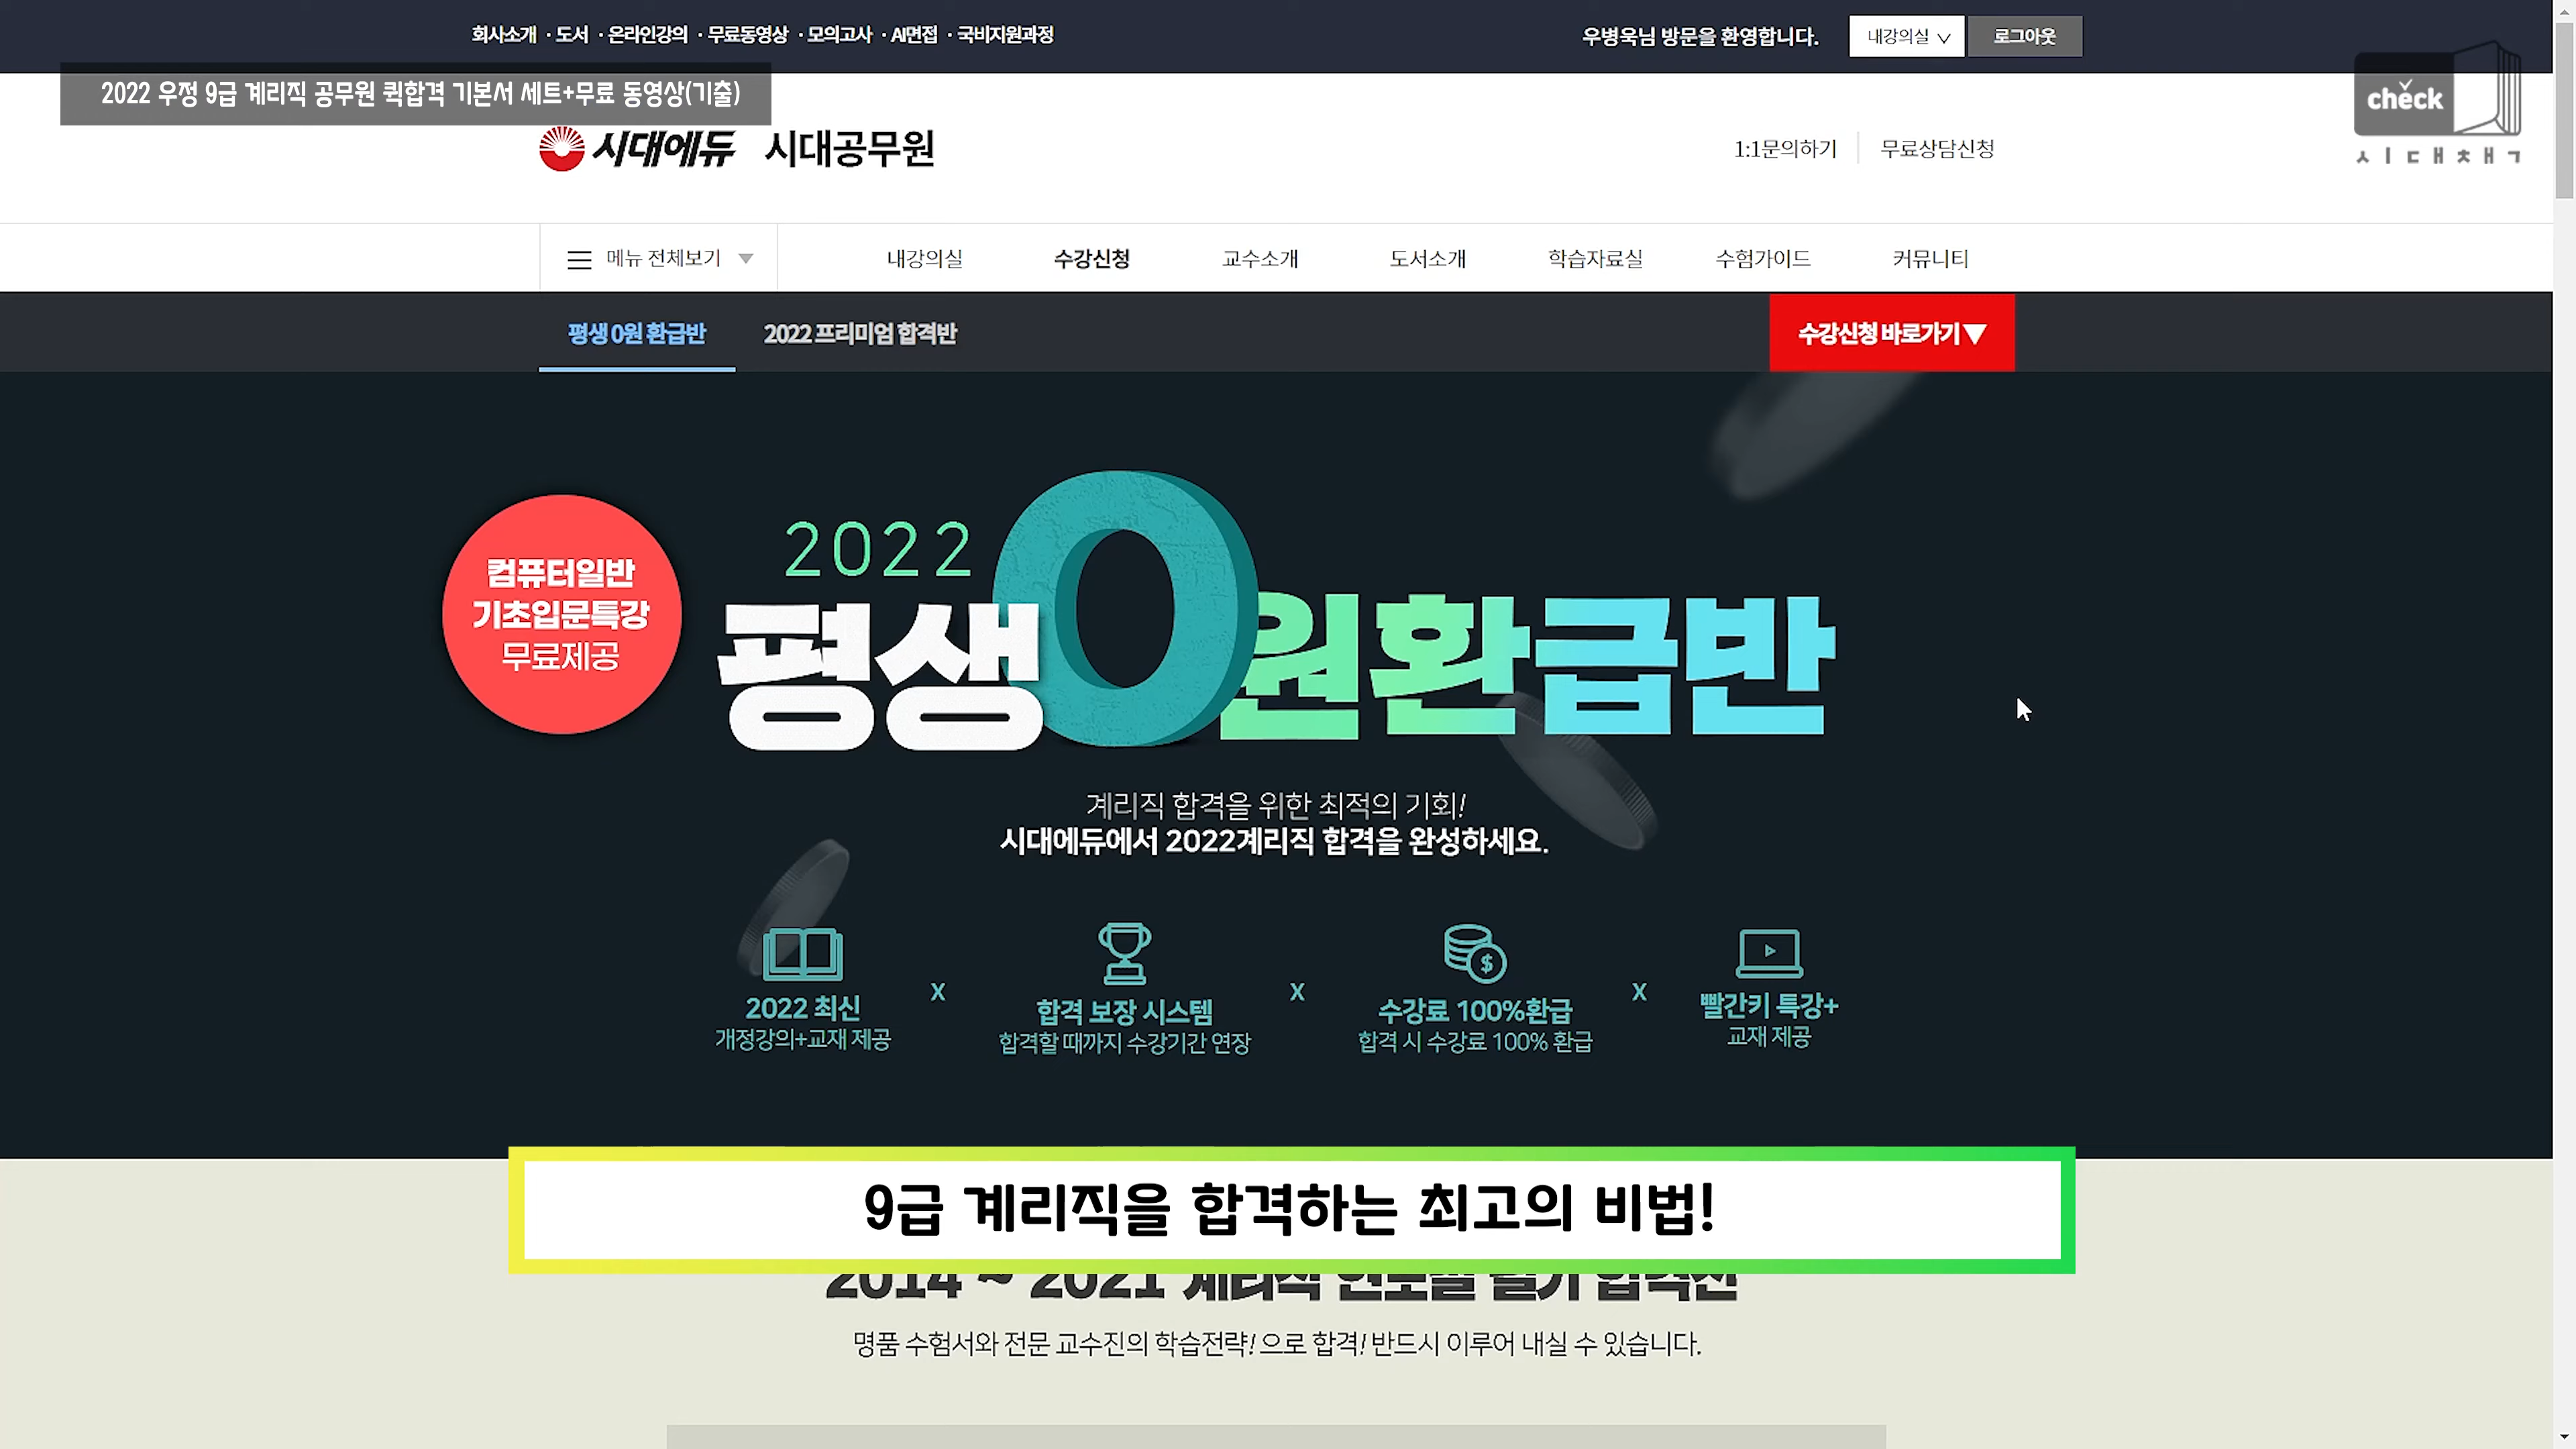 회사소개 · 도서 · 온라인강의 · 무료동영상 · 모의고사 · AI면접 · 국비지원과정
우병욱님 방문을 환영합니다.
내강의실
로그아웃
2022 우정 9급 계리직 공무원 퀵합격 기본서 세트+무료 동영상(기출)
check
ㅅㅣㄷㅐㅊㅐㄱ
시대에듀 시대공무원
1:1문의하기
무료상담신청
메뉴 전체보기
내강의실
수강신청
교수소개
도서소개
학습자료실
수험가이드
커뮤니티
평생 0원 환급반
2022 프리미엄 합격반
수강신청 바로가기▼
컴퓨터일반
기초입문특강
무료제공
2022
평생0원환급반
계리직 합격을 위한 최적의 기회!
시대에듀에서 2022계리직 합격을 완성하세요.
2022 최신
개정강의+교재 제공
X
합격 보장 시스템
합격할 때까지 수강기간 연장
X
수강료 100%환급
합격 시 수강료 100% 환급
X
빨간키 특강+
교재 제공
9급 계리직을 합격하는 최고의 비법!
2014 ~ 2021 계리직
명품 수험서와 전문 교수진의 학습전략! 으로 합격! 반드시 이루어 내실 수 있습니다.